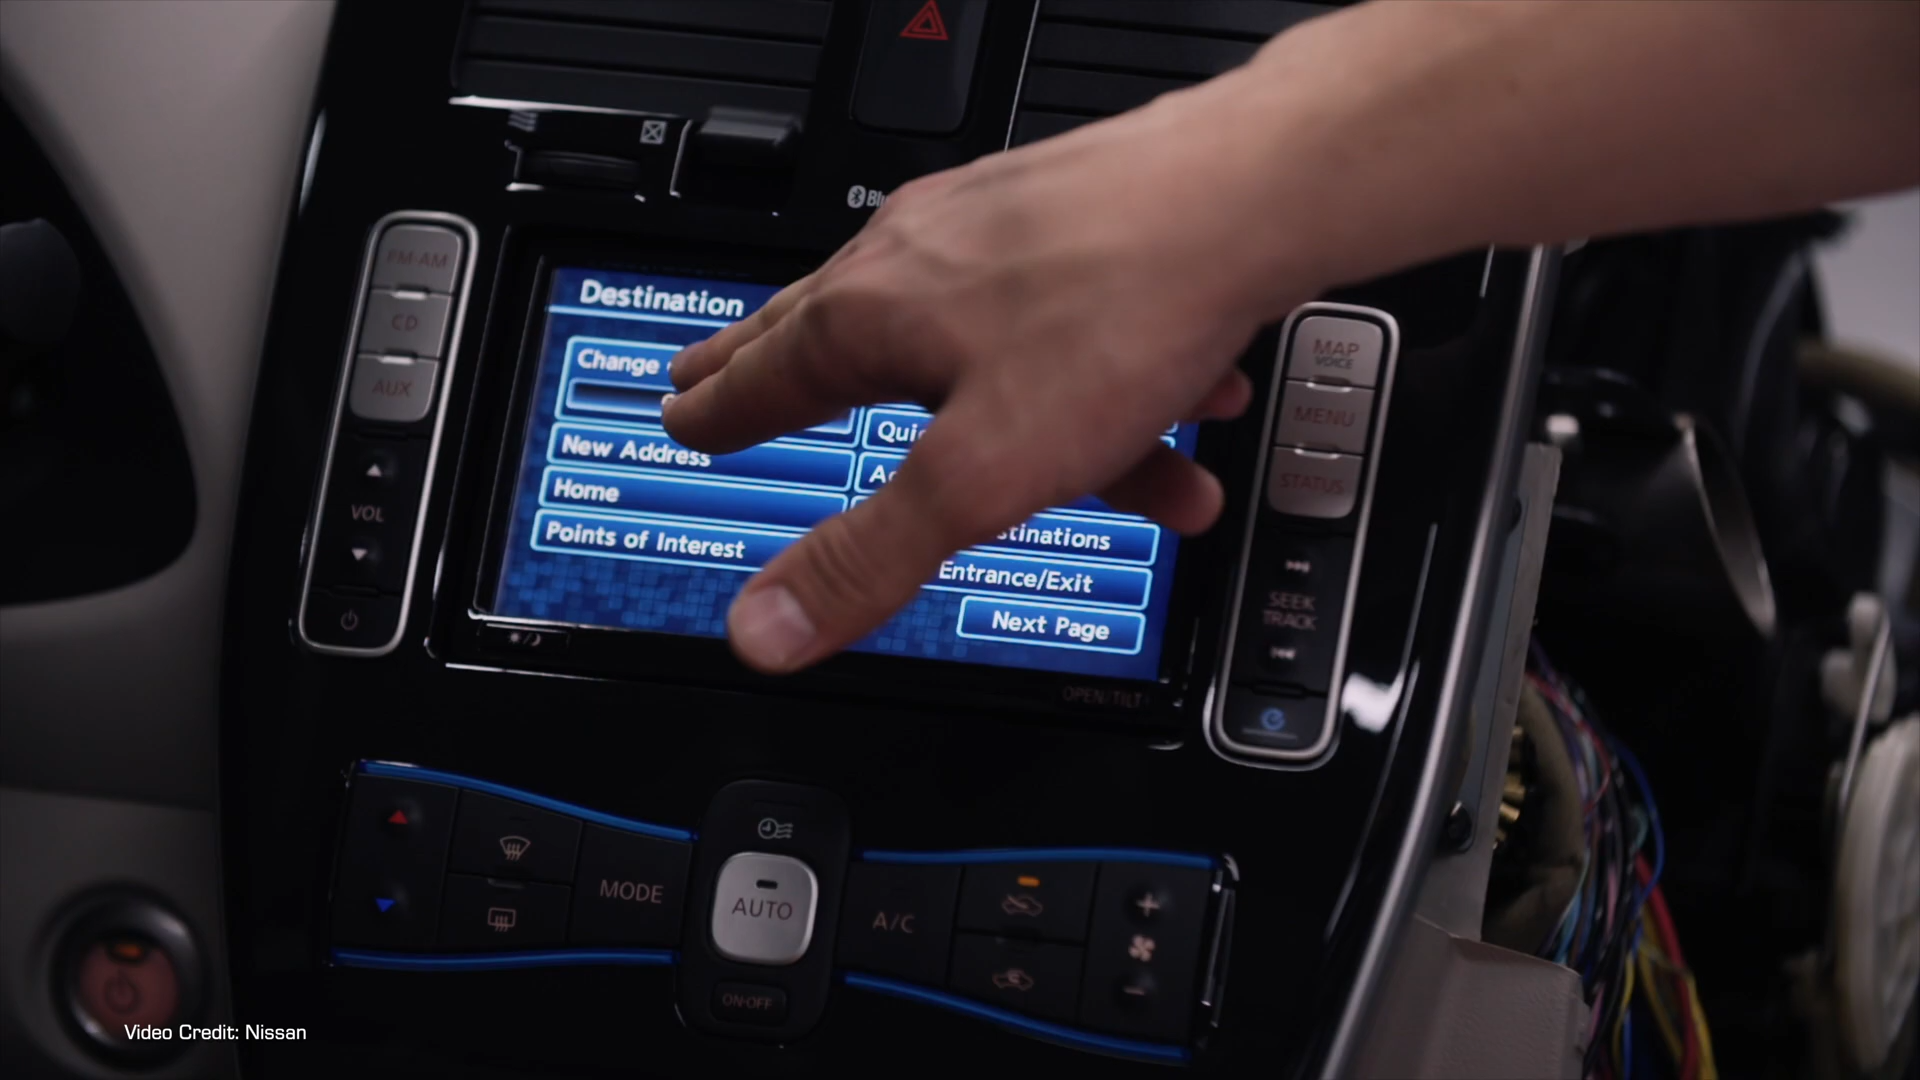 FM-AM
CD
AUX
VOL
Destination
Change
New Address
Home
Points of Interest
Entrance/Exit
Next Page
OPEN/TILT
MAP
VOICE
MENU
STATUS
SEEK
TRACK
MODE
AUTO
ON·OFF
A/C
Video Credit: Nissan